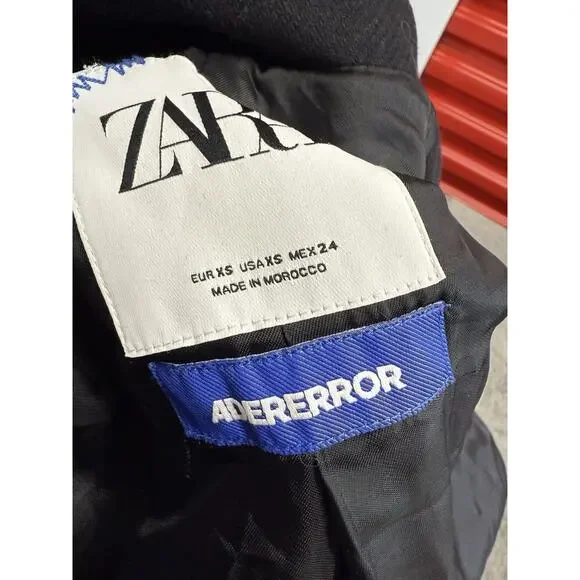 ZARA
EUR XS USA XS MEX 24
MADE IN MOROCCO
ADERERROR